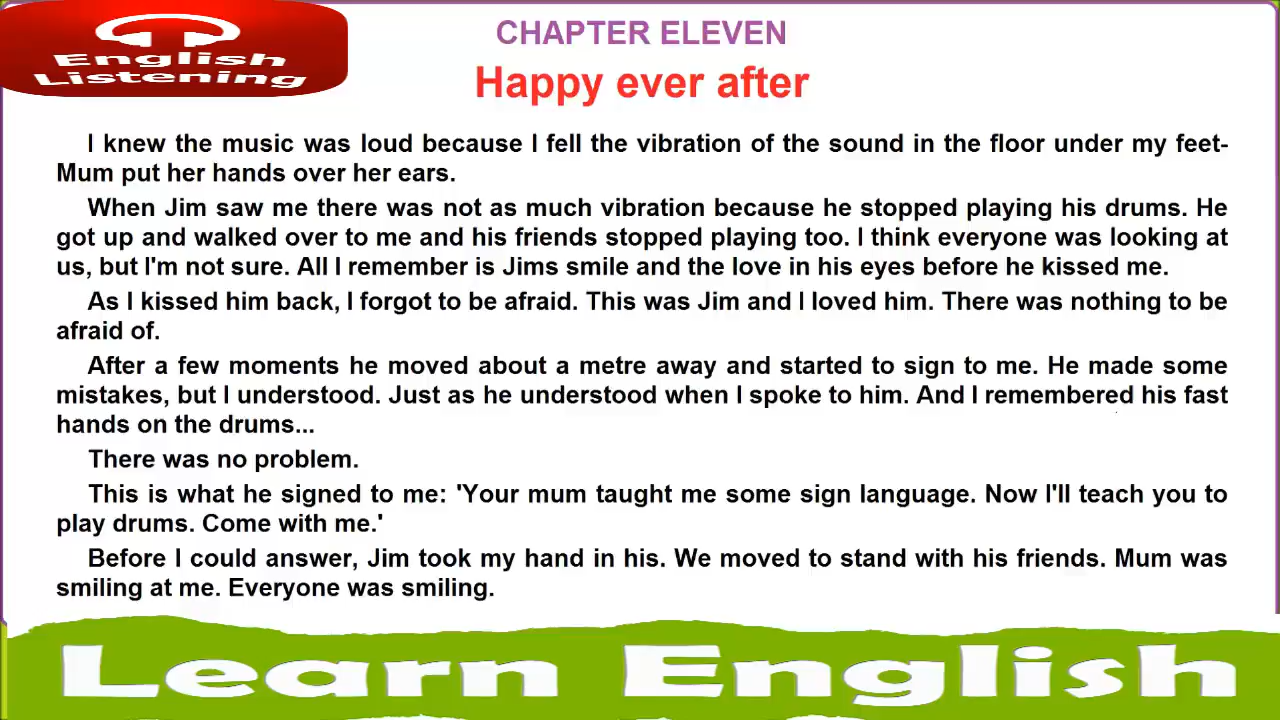 English
Listening
CHAPTER ELEVEN
Happy ever after
I knew the music was loud because I fell the vibration of the sound in the floor under my feet-
Mum put her hands over her ears.
When Jim saw me there was not as much vibration because he stopped playing his drums. He
got up and walked over to me and his friends stopped playing too. I think everyone was looking at
us, but I'm not sure. All I remember is Jims smile and the love in his eyes before he kissed me.
As I kissed him back, I forgot to be afraid. This was Jim and I loved him. There was nothing to be
afraid of.
After a few moments he moved about a metre away and started to sign to me. He made some
mistakes, but I understood. Just as he understood when I spoke to him. And I remembered his fast
hands on the drums...
There was no problem.
This is what he signed to me: 'Your mum taught me some sign language. Now I'll teach you to
play drums. Come with me.'
Before I could answer, Jim took my hand in his. We moved to stand with his friends. Mum was
smiling at me. Everyone was smiling.
Learn English